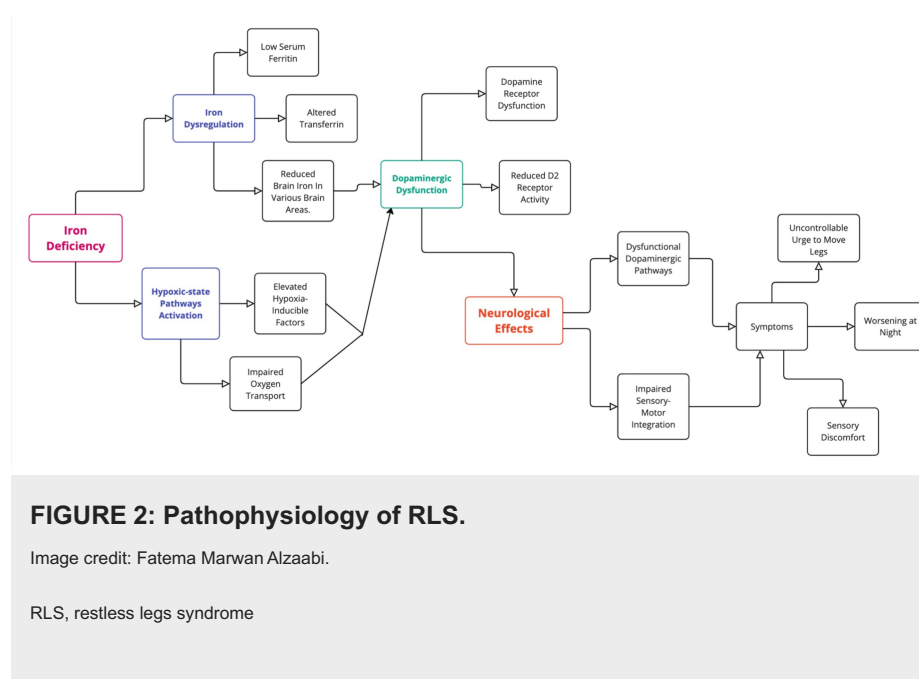 Low Serum
Ferritin
Iron
Dysregulation
Altered
Transferrin
Reduced
Brain Iron In
Various Brain
Areas.
Iron
Deficiency
Hypoxic-state
Pathways
Activation
Elevated
Hypoxia-
Inducible
Factors
Impaired
Oxygen
Transport
Dopaminergic
Dysfunction
Dopamine
Receptor
Dysfunction
Reduced D2
Receptor
Activity
Neurological
Effects
Dysfunctional
Dopaminergic
Pathways
Impaired
Sensory-
Motor
Integration
Symptoms
Uncontrollable
Urge to Move
Legs
Worsening at
Night
Sensory
Discomfort
FIGURE 2: Pathophysiology of RLS.
Image credit: Fatema Marwan Alzaabi.
RLS, restless legs syndrome